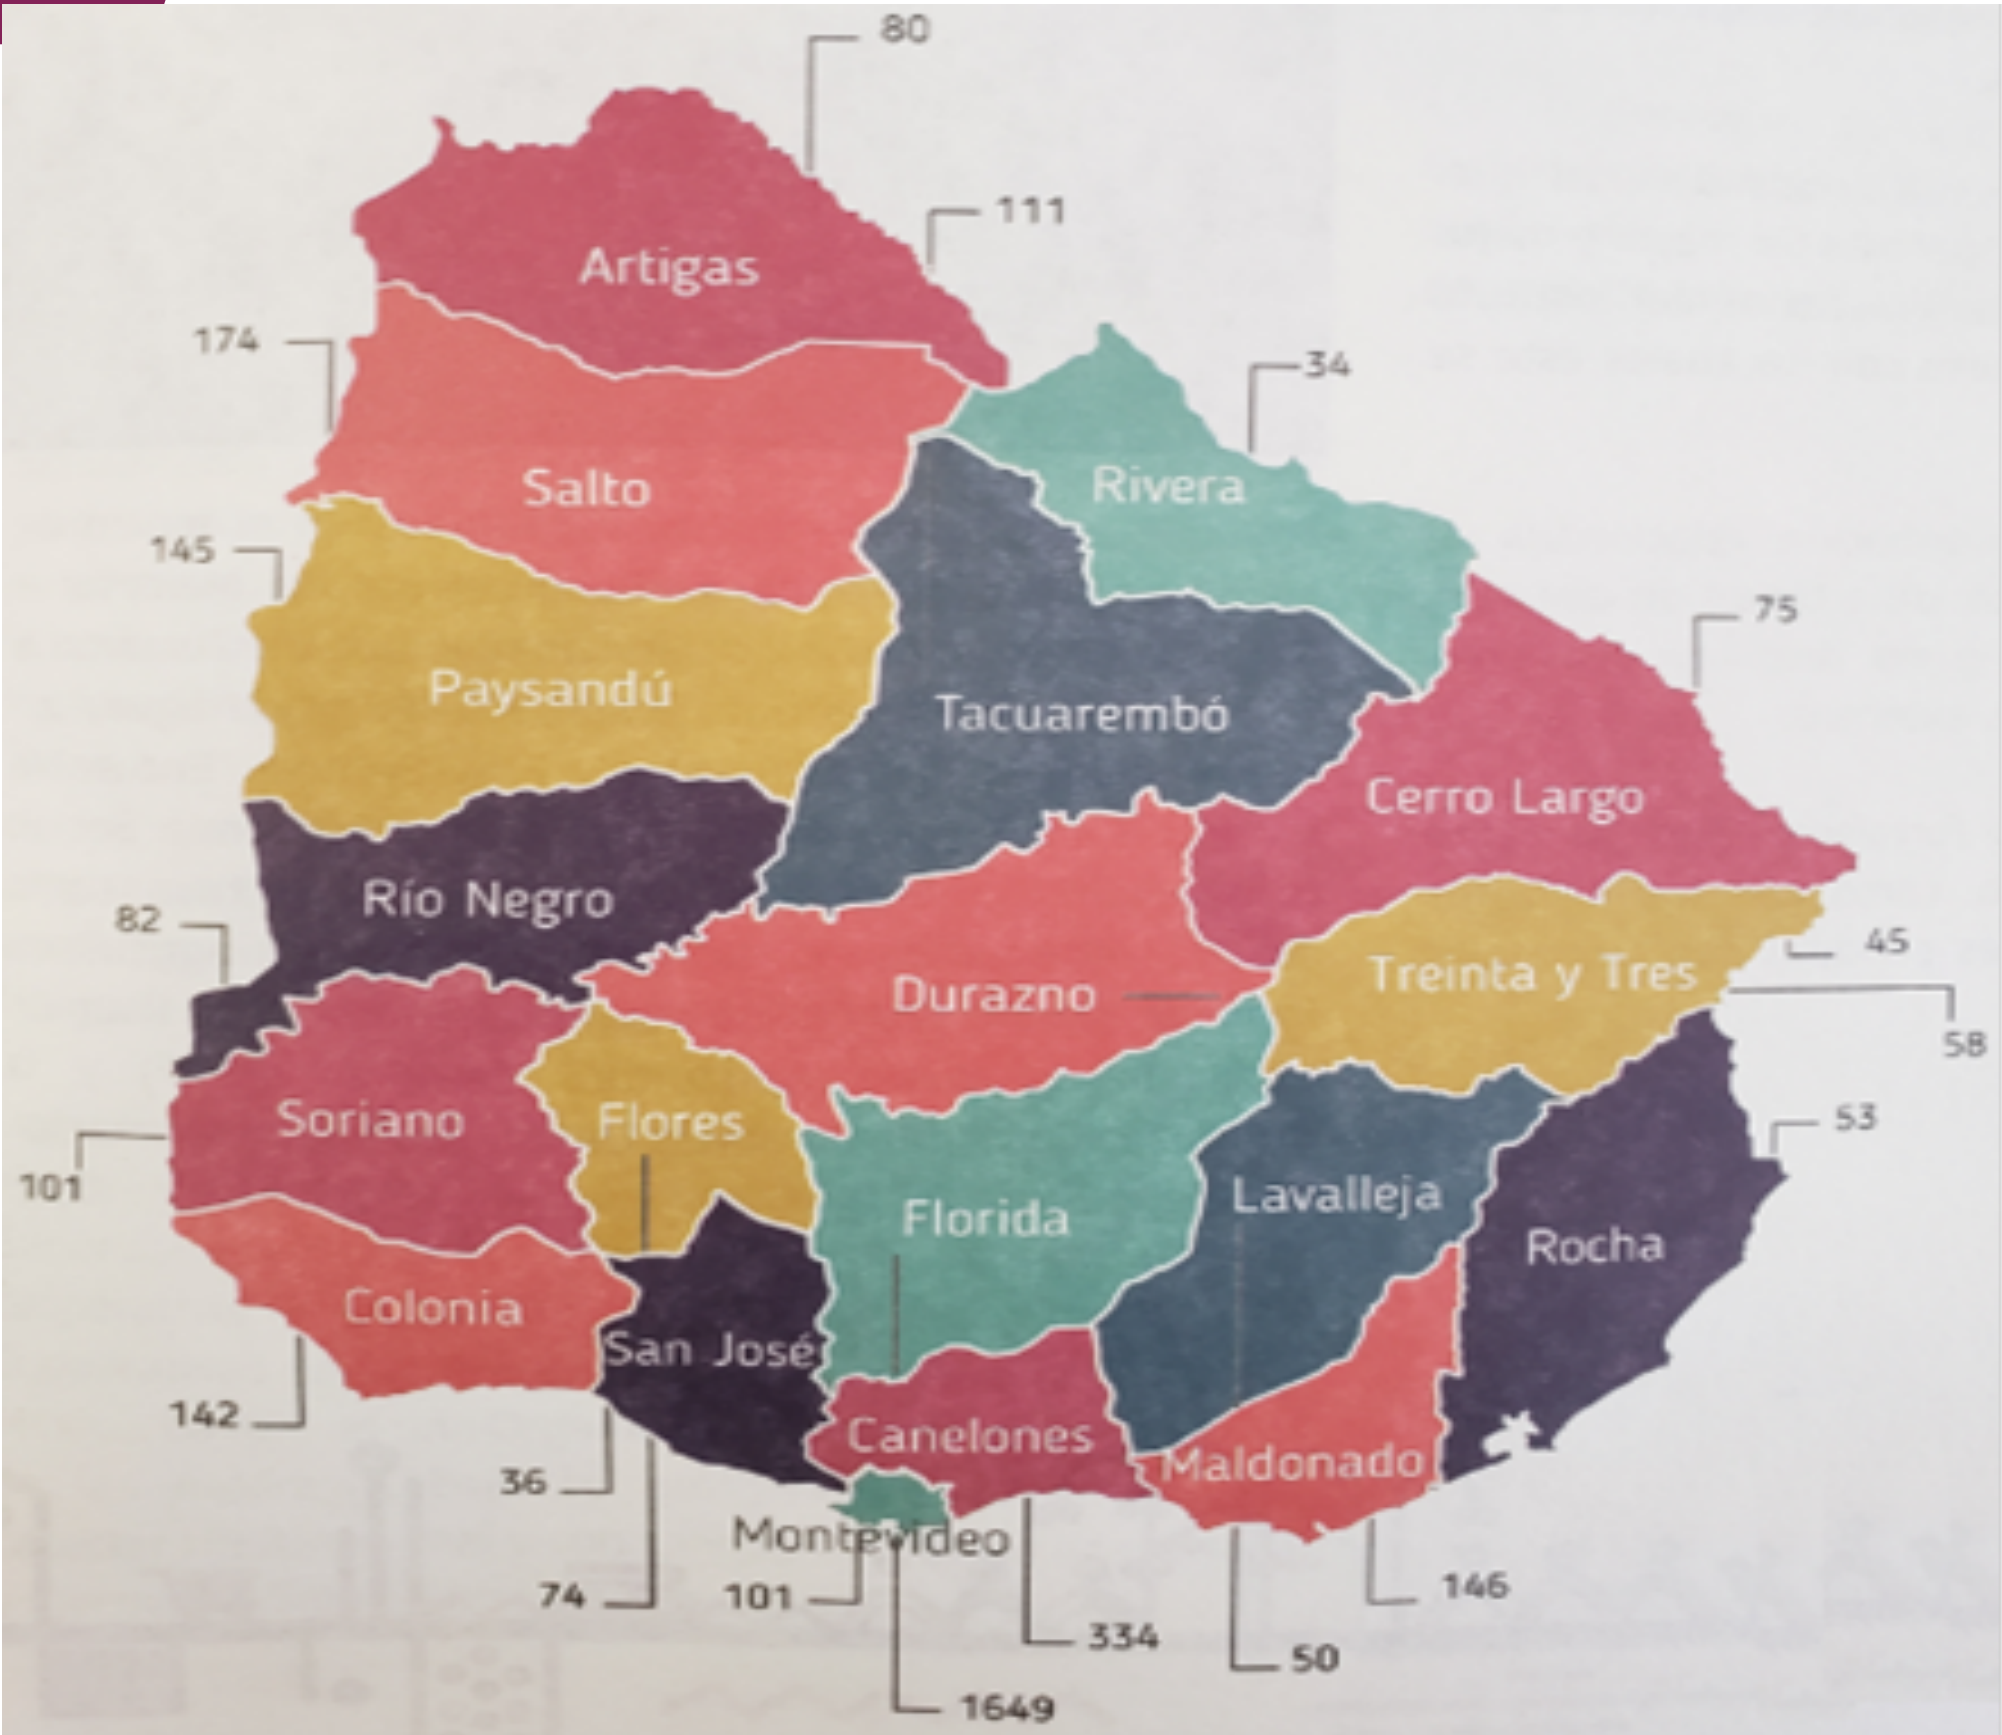 80
111
Artigas
174
34
Salto
Rivera
145
75
Paysandú
Tacuarembó
Cerro Largo
Río Negro
82
45
Durazno
Treinta y Tres
58
Soriano
Flores
53
101
Lavalleja
Florida
Rocha
Colonia
San José
142
Canelones
Maldonado
36
Montevideo
74
101
146
334
50
1649